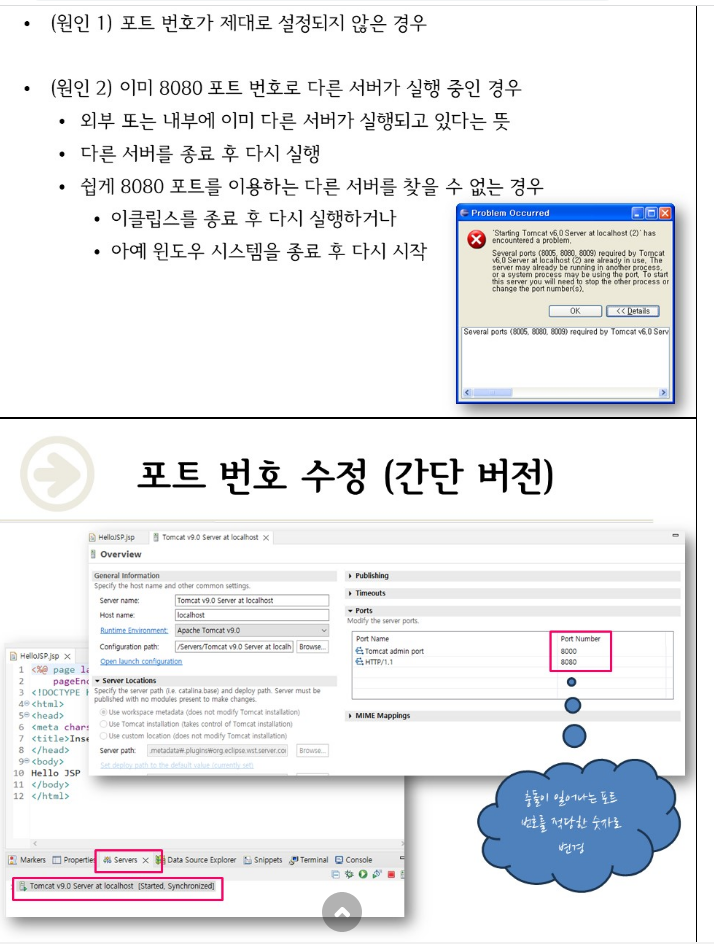 • (원인 1) 포트 번호가 제대로 설정되지 않은 경우
• (원인 2) 이미 8080 포트 번호로 다른 서버가 실행 중인 경우
• 외부 또는 내부에 이미 다른 서버가 실행되고 있다는 뜻
• 다른 서버를 종료 후 다시 실행
• 쉽게 8080 포트를 이용하는 다른 서버를 찾을 수 없는 경우
• 이클립스를 종료 후 다시 실행하거나
• 아예 윈도우 시스템을 종료 후 다시 시작
Problem Occurred
'Starting Tomcat v6.0 Server at localhost (2)' has
encountered a problem.
Several ports (8005, 8080, 8009) required by Tomcat
v6.0 Server at localhost (2) are already in use. The
server may already be running in another process,
or a system process may be using the port. To start
this server you will need to stop the other process or
change the port number(s).
OK
<< Details
Several ports (8005, 8080, 8009) required by Tomcat v6.0 Serv
포트 번호 수정 (간단 버전)
HelloJSP.jsp
Tomcat v9.0 Server at localhost
Overview
General Information
Specify the host name and other common settings.
Server name: Tomcat v9.0 Server at localhost
Host name: localhost
Runtime Environment: Apache Tomcat v9.0
Configuration path: /Servers/Tomcat v9.0 Server at localh Browse...
Open launch configuration
Server Locations
Specify the server path (i.e. catalina.base) and deploy path. Server must be
published with no modules present to make changes.
Use workspace metadata (does not modify Tomcat installation)
Use Tomcat installation (takes control of Tomcat installation)
Use custom location (does not modify Tomcat installation)
Server path: .metadata₩.plugins₩org.eclipse.wst.server.cor Browse...
Set deploy path to the default value (currently set)
Publishing
Timeouts
Ports
Modify the server ports.
Port Name Port Number
Tomcat admin port 8000
HTTP/1.1 8080
MIME Mappings
HelloJSP.jsp
1 <%@ page la
2 pageEnc
3 <!DOCTYPE
4 <html>
5 <head>
6 <meta chars
7 <title>Inse
8 </head>
9 <body>
10 Hello JSP
11 </body>
12 </html>
충돌이 일어나는 포트
번호를 적당한 숫자로
변경
Markers
Propertie
Servers
Data Source Explorer
Snippets
Terminal
Console
Tomcat v9.0 Server at localhost [Started, Synchronized]